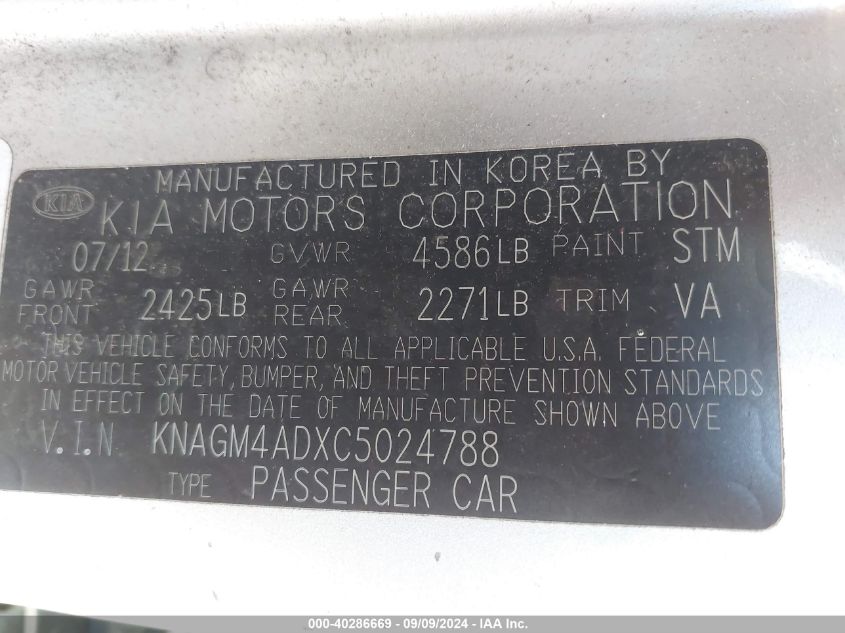 MANUFACTURED IN KOREA BY
KIA KIA MOTORS CORPORATION
07/12 GVWR 4586LB PAINT STM
GAWR FRONT 2425LB GAWR REAR 2271LB TRIM VA
THIS VEHICLE CONFORMS TO ALL APPLICABLE U.S.A. FEDERAL
MOTOR VEHICLE SAFETY, BUMPER, AND THEFT PREVENTION STANDARDS
IN EFFECT ON THE DATE OF MANUFACTURE SHOWN ABOVE
V.I.N KNAGM4ADXC5024788
TYPE PASSENGER CAR
000-40286669 - 09/09/2024 - IAA Inc.